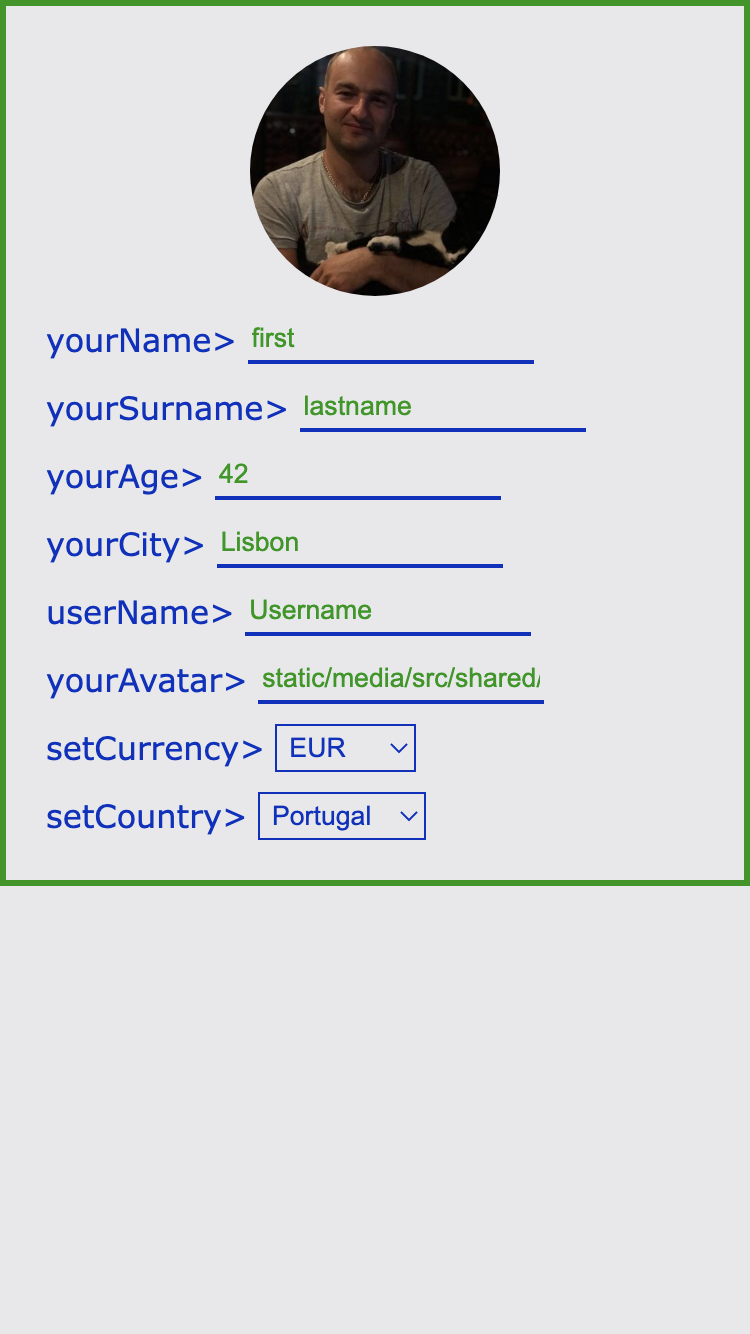 yourName> first
yourSurname> lastname
yourAge> 42
yourCity> Lisbon
userName> Username
yourAvatar> static/media/src/shared/
setCurrency> EUR
setCountry> Portugal